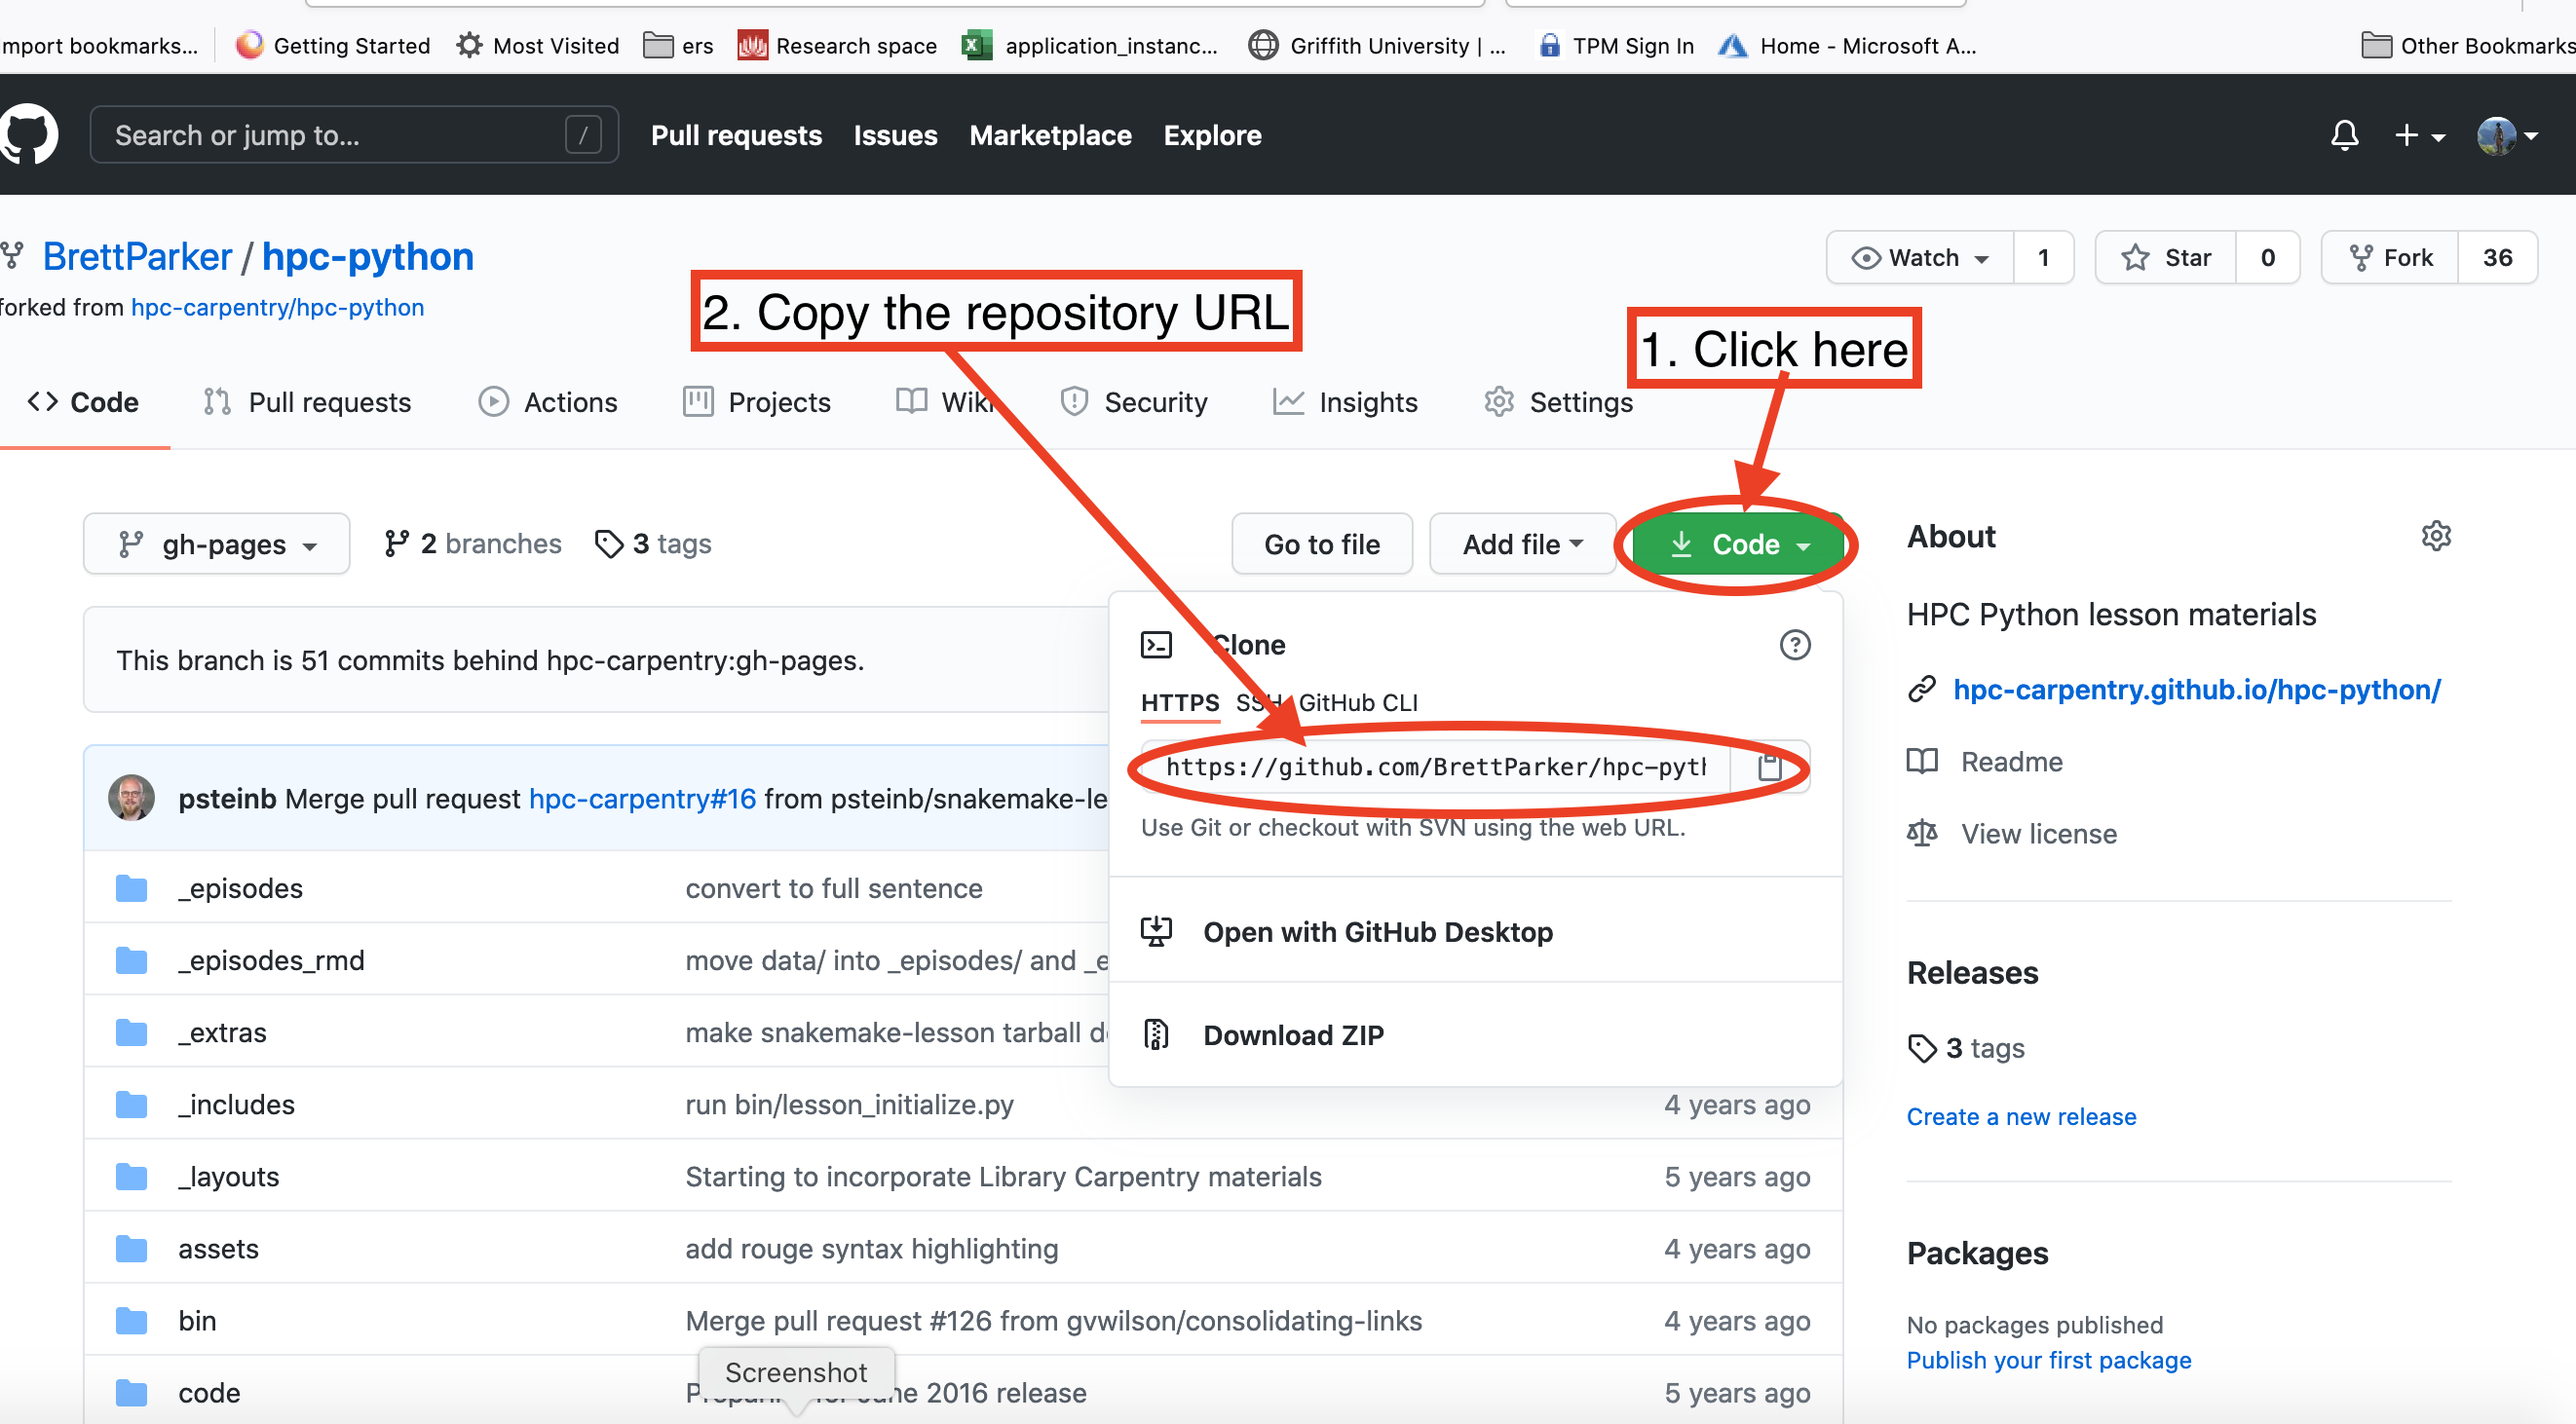 mport bookmarks... Getting Started Most Visited ers Research space application_instanc... Griffith University | ... TPM Sign In Home - Microsoft A... Other Bookmarks
Search or jump to... / Pull requests Issues Marketplace Explore
BrettParker / hpc-python Watch 1 Star 0 Fork 36
forked from hpc-carpentry/hpc-python
2. Copy the repository URL
1. Click here
Code Pull requests Actions Projects Wiki Security Insights Settings
gh-pages 2 branches 3 tags Go to file Add file Code
This branch is 51 commits behind hpc-carpentry:gh-pages.
Clone
HTTPS SSH GitHub CLI
https://github.com/BrettParker/hpc-pyth
Use Git or checkout with SVN using the web URL.
Open with GitHub Desktop
Download ZIP
psteinb Merge pull request hpc-carpentry#16 from psteinb/snakemake-le
_episodes convert to full sentence
_episodes_rmd move data/ into _episodes/ and _e
_extras make snakemake-lesson tarball d
_includes run bin/lesson_initialize.py 4 years ago
_layouts Starting to incorporate Library Carpentry materials 5 years ago
assets add rouge syntax highlighting 4 years ago
bin Merge pull request #126 from gvwilson/consolidating-links 4 years ago
Screenshot
code June 2016 release 5 years ago
About
HPC Python lesson materials
hpc-carpentry.github.io/hpc-python/
Readme
View license
Releases
3 tags
Create a new release
Packages
No packages published
Publish your first package